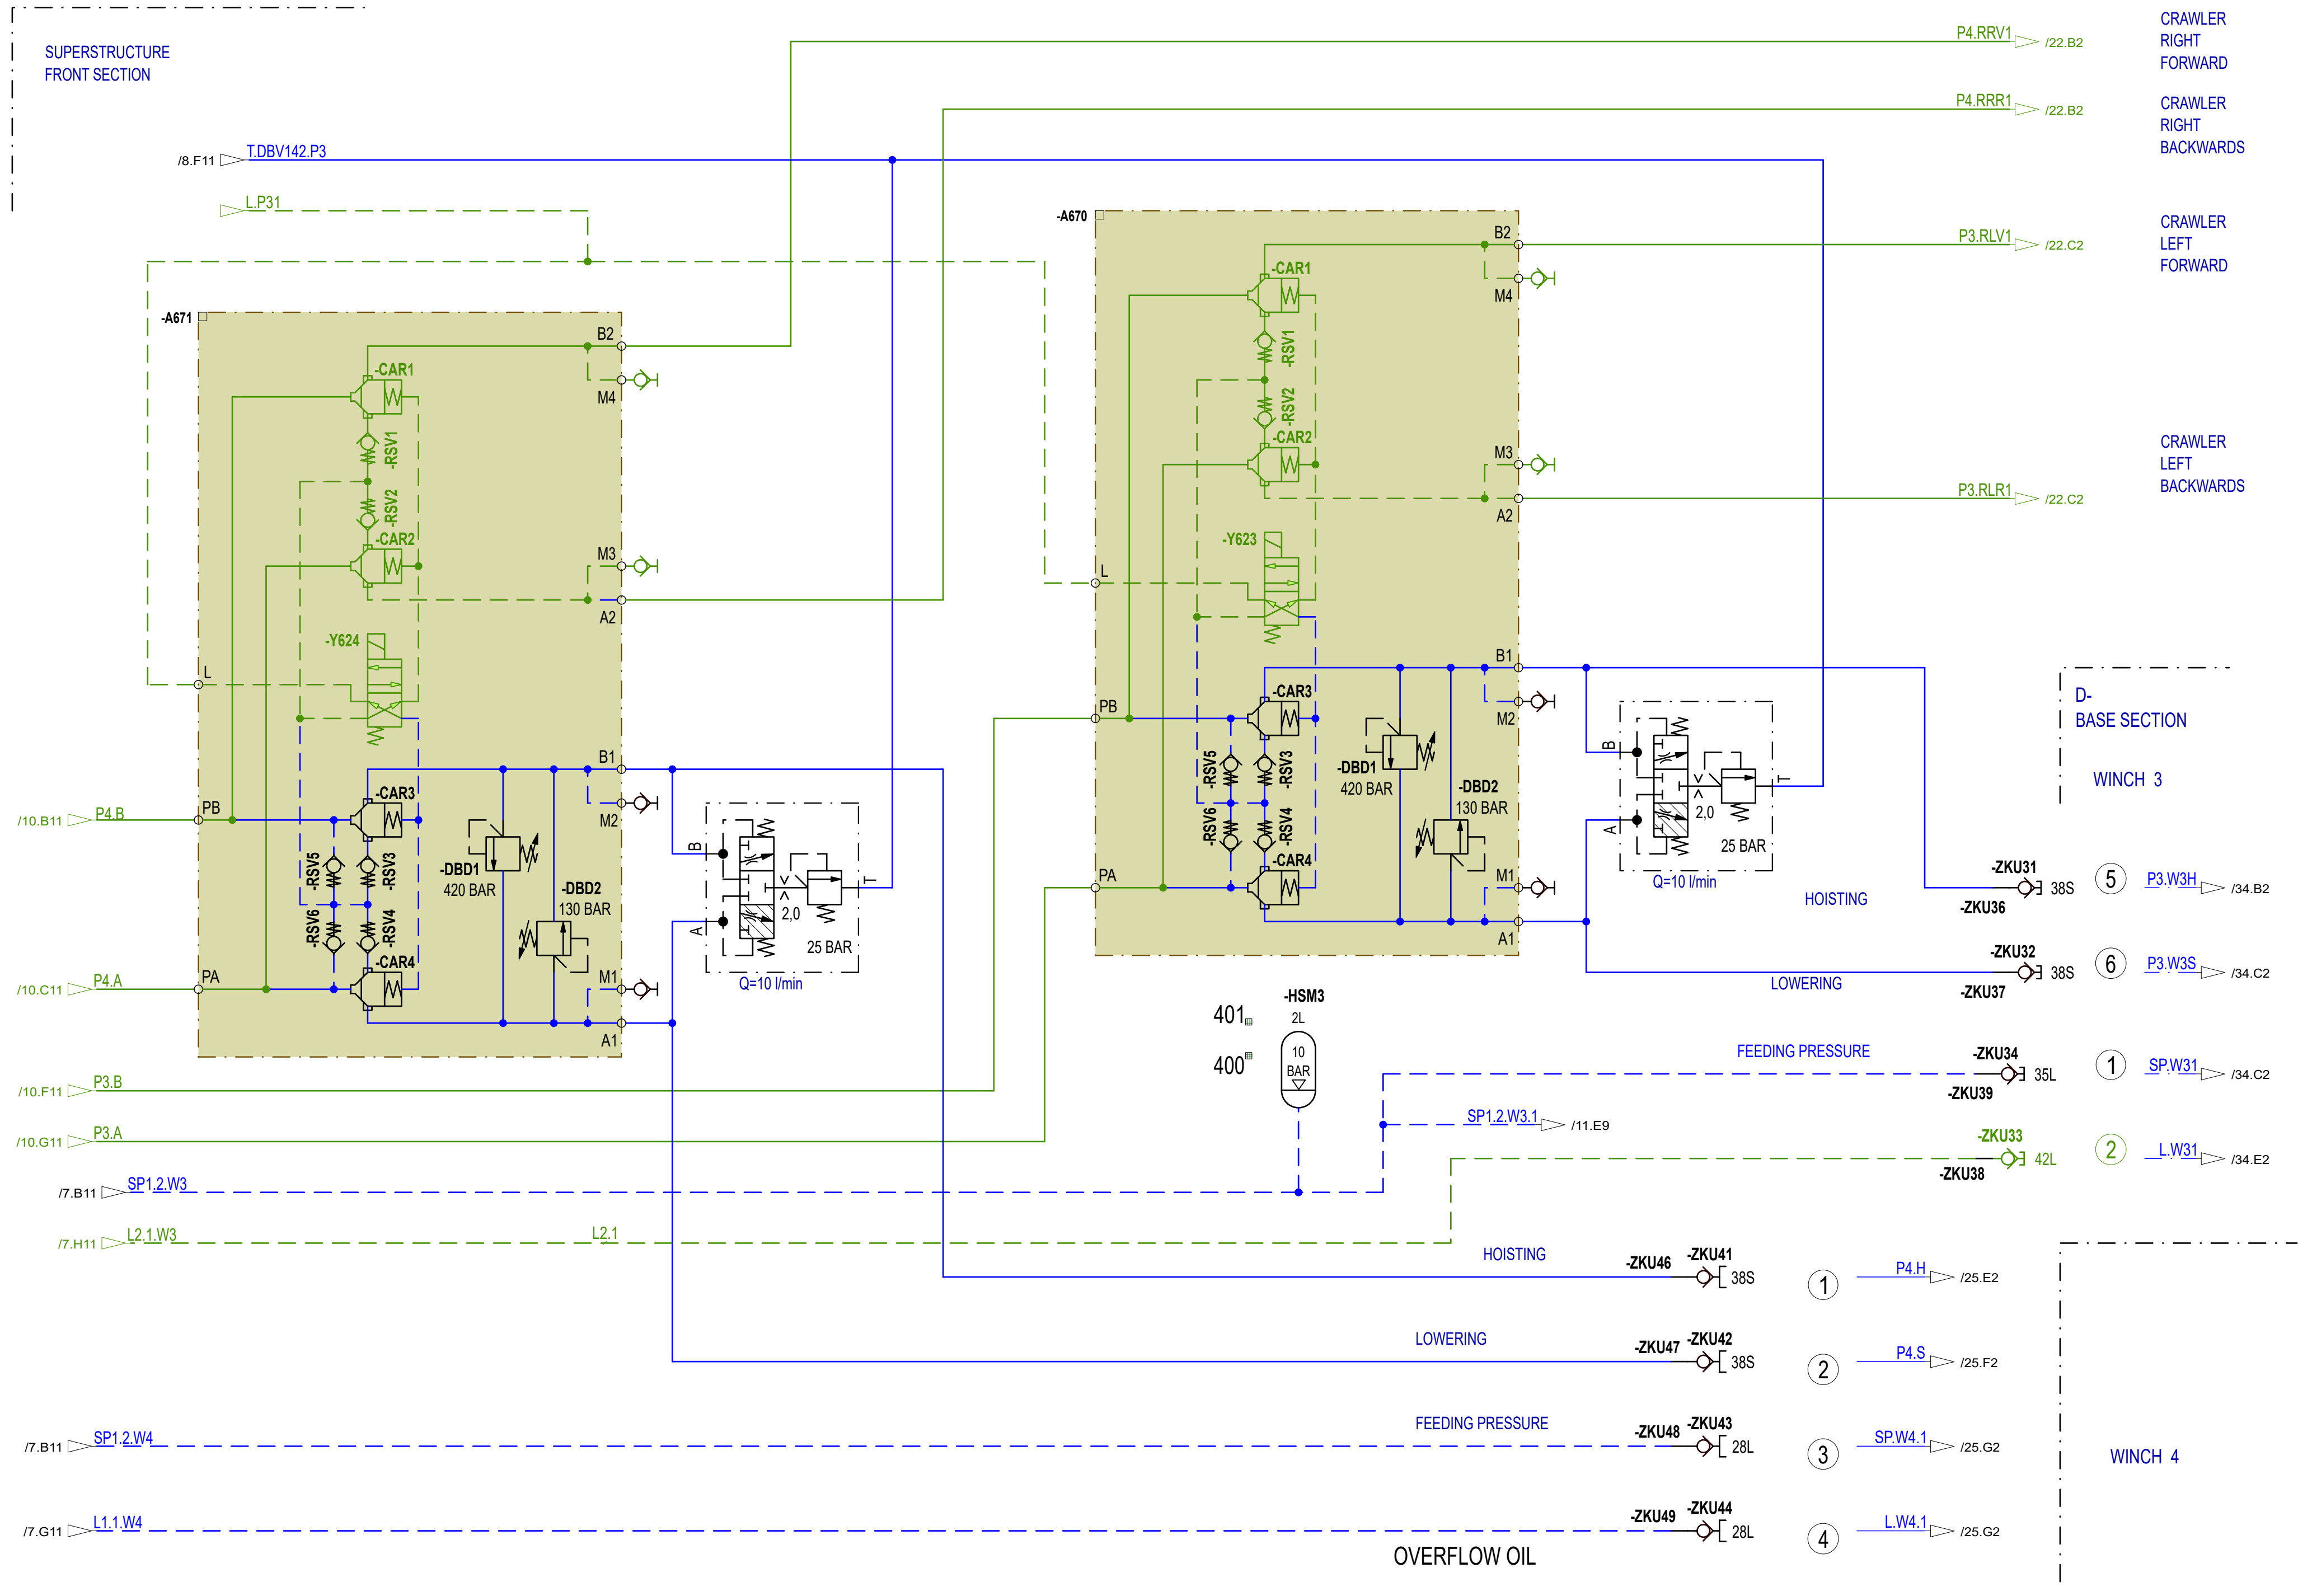 SUPERSTRUCTURE
FRONT SECTION
P4.RRV1
/22.B2
CRAWLER
RIGHT
FORWARD
P4.RRR1
/22.B2
CRAWLER
RIGHT
BACKWARDS
/8.F11
T.DBV142.P3
L.P31
-A670
B2
P3.RLV1
/22.C2
CRAWLER
LEFT
FORWARD
-CAR1
M4
-RSV1
-RSV2
-CAR2
M3
A2
P3.RLR1
/22.C2
CRAWLER
LEFT
BACKWARDS
-Y623
L
B1
-CAR3
M2
PB
-RSV5
-RSV3
-DBD1
420 BAR
-DBD2
130 BAR
-RSV6
-RSV4
-CAR4
PA
M1
A1
B
A
T
2,0
25 BAR
Q=10 l/min
-A671
B2
-CAR1
M4
-RSV1
-RSV2
-CAR2
M3
A2
-Y624
L
B1
/10.B11
P4.B
PB
-CAR3
M2
-RSV5
-RSV3
-DBD1
420 BAR
-DBD2
130 BAR
-RSV6
-RSV4
-CAR4
/10.C11
P4.A
PA
M1
A1
B
A
T
2,0
25 BAR
Q=10 l/min
D-
BASE SECTION
WINCH 3
HOISTING
-ZKU31
38S
-ZKU36
5
P3.W3H
/34.B2
LOWERING
-ZKU32
38S
-ZKU37
6
P3.W3S
/34.C2
401
400
-HSM3
2L
10
BAR
FEEDING PRESSURE
-ZKU34
35L
-ZKU39
1
SP.W31
/34.C2
SP1.2.W3.1
/11.E9
-ZKU33
42L
-ZKU38
2
L.W31
/34.E2
/10.F11
P3.B
/10.G11
P3.A
/7.B11
SP1.2.W3
/7.H11
L2.1.W3
L2.1
HOISTING
-ZKU46
-ZKU41
38S
1
P4.H
/25.E2
LOWERING
-ZKU47
-ZKU42
38S
2
P4.S
/25.F2
/7.B11
SP1.2.W4
FEEDING PRESSURE
-ZKU48
-ZKU43
28L
3
SP.W4.1
/25.G2
WINCH 4
/7.G11
L1.1.W4
-ZKU49
-ZKU44
28L
4
L.W4.1
/25.G2
OVERFLOW OIL